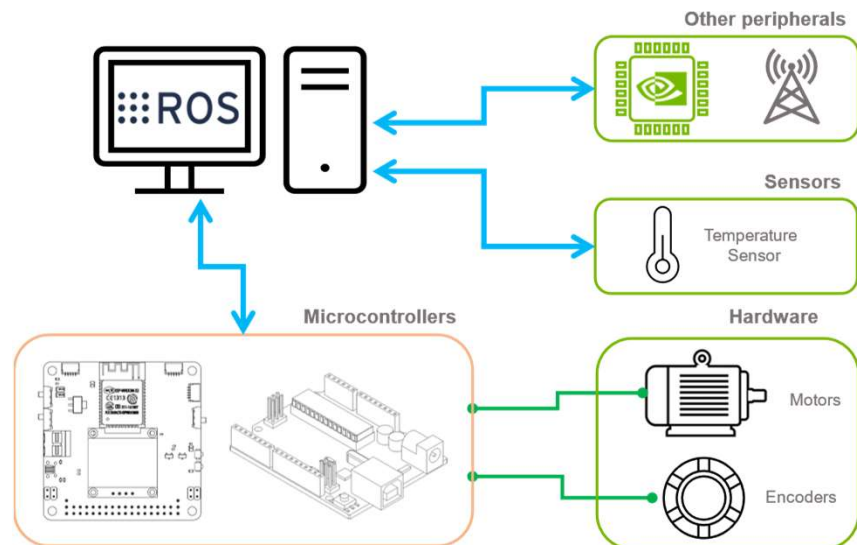 Other peripherals
ROS
Sensors
Temperature
Sensor
Microcontrollers
Hardware
Motors
Encoders